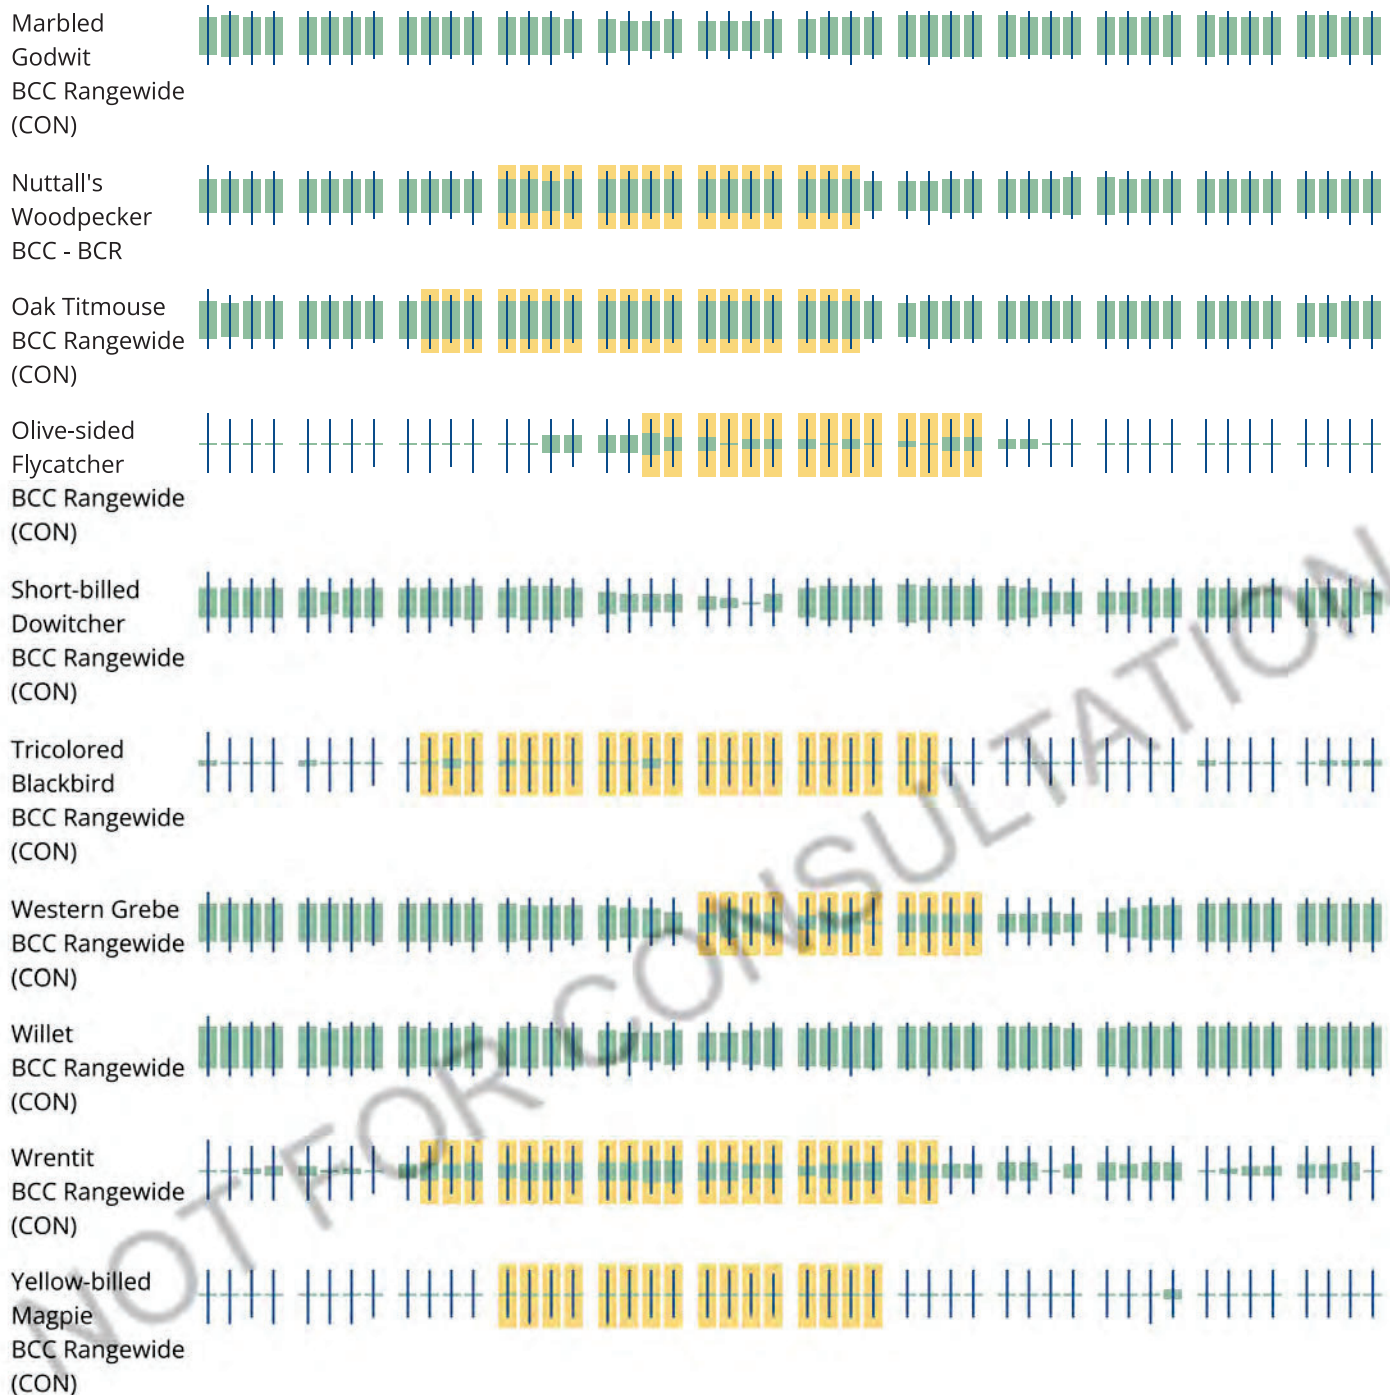 Marbled
Godwit
BCC Rangewide
(CON)
Nuttall's
Woodpecker
BCC - BCR
Oak Titmouse
BCC Rangewide
(CON)
Olive-sided
Flycatcher
BCC Rangewide
(CON)
Short-billed
Dowitcher
BCC Rangewide
(CON)
Tricolored
Blackbird
BCC Rangewide
(CON)
Western Grebe
BCC Rangewide
(CON)
Willet
BCC Rangewide
(CON)
Wrentit
BCC Rangewide
(CON)
Yellow-billed
Magpie
BCC Rangewide
(CON)
NOT FOR CONSULTATION